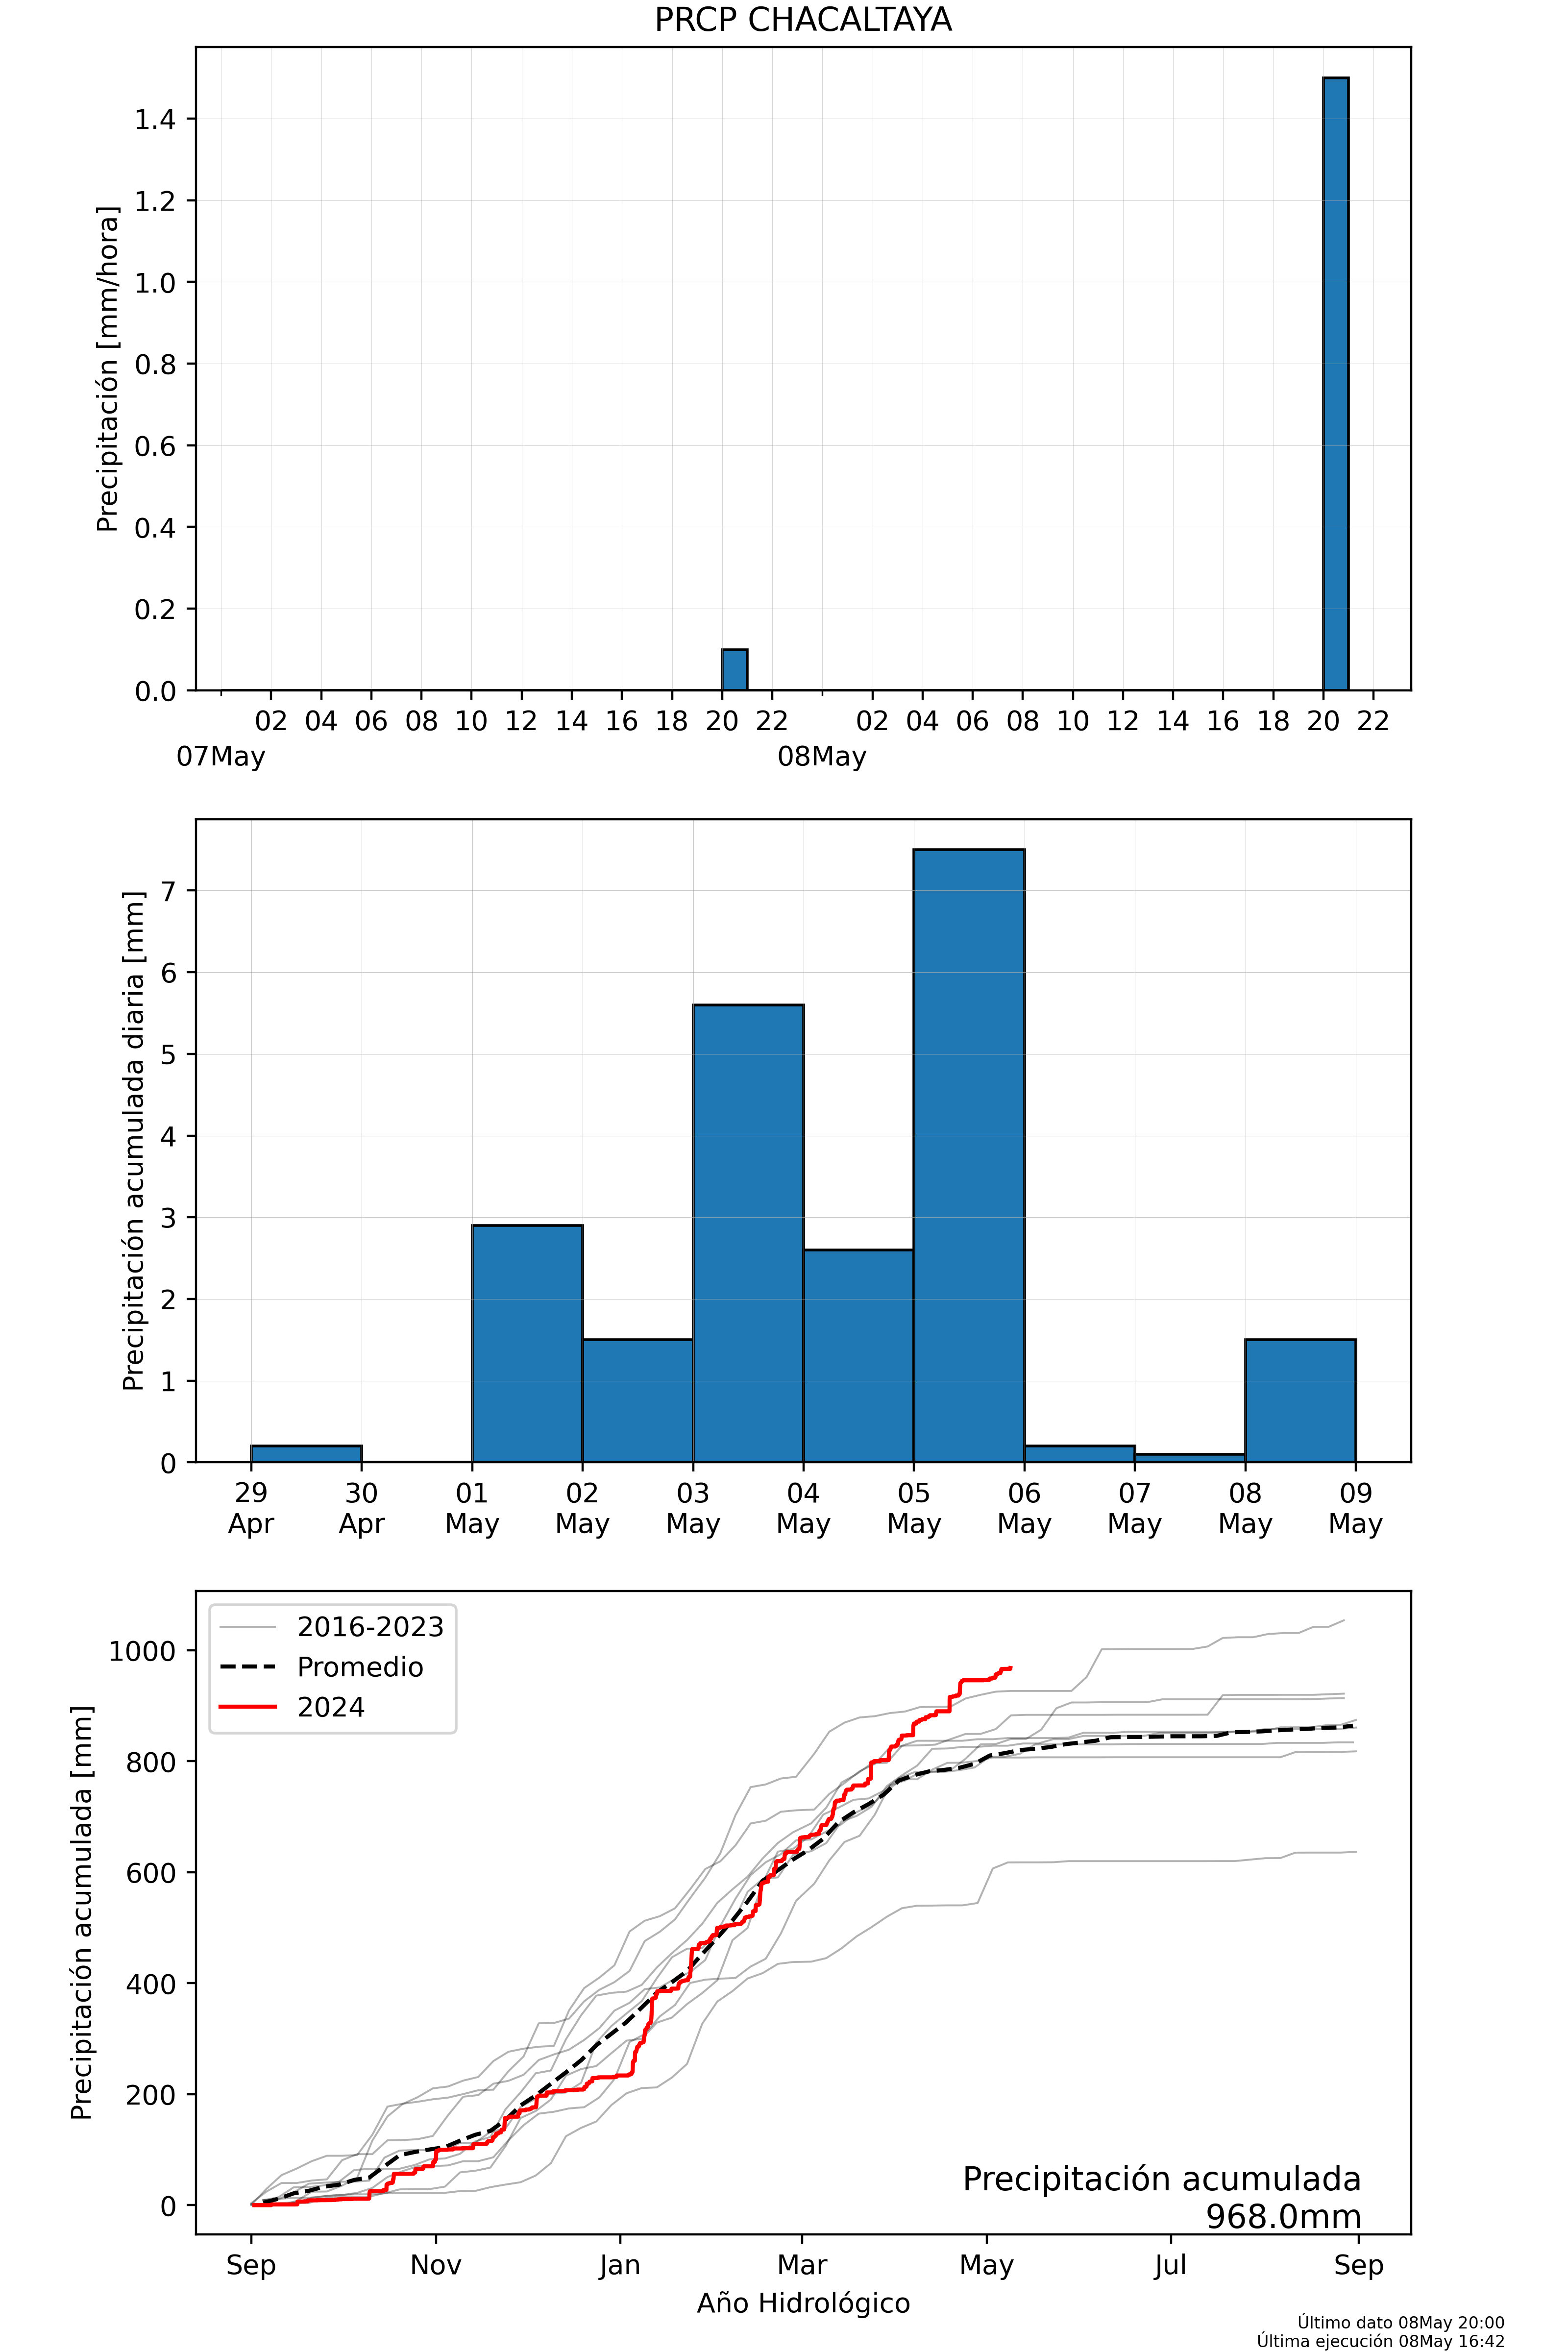 PRCP CHACALTAYA
Precipitación [mm/hora]
1.4
1.2
1.0
0.8
0.6
0.4
0.2
0.0
02 04 06 08 10 12 14 16 18 20 22 02 04 06 08 10 12 14 16 18 20 22
07May 08May
Precipitación acumulada diaria [mm]
7
6
5
4
3
2
1
0
29 30 01 02 03 04 05 06 07 08 09
Apr Apr May May May May May May May May May
Precipitación acumulada [mm]
2016-2023
Promedio
2024
1000
800
600
400
200
0
Precipitación acumulada
968.0mm
Sep Nov Jan Mar May Jul Sep
Año Hidrológico
Último dato 08May 20:00
Última ejecución 08May 16:42